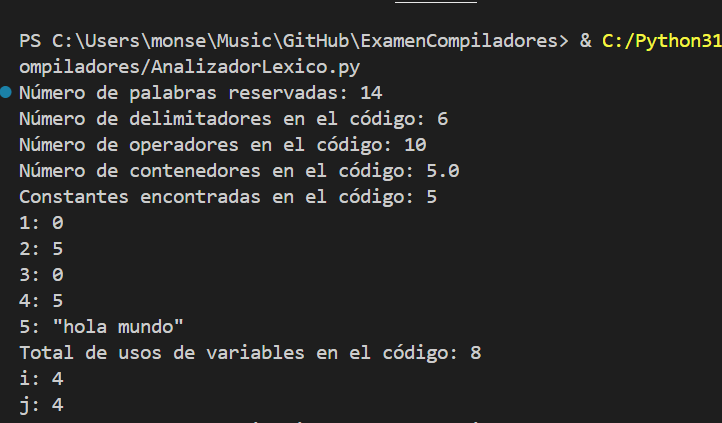 PS C:\Users\monse\Music\GitHub\ExamenCompiladores> & C:/Python31
ompiladores/AnalizadorLexico.py
Número de palabras reservadas: 14
Número de delimitadores en el código: 6
Número de operadores en el código: 10
Número de contenedores en el código: 5.0
Constantes encontradas en el código: 5
1: 0
2: 5
3: 0
4: 5
5: "hola mundo"
Total de usos de variables en el código: 8
i: 4
j: 4